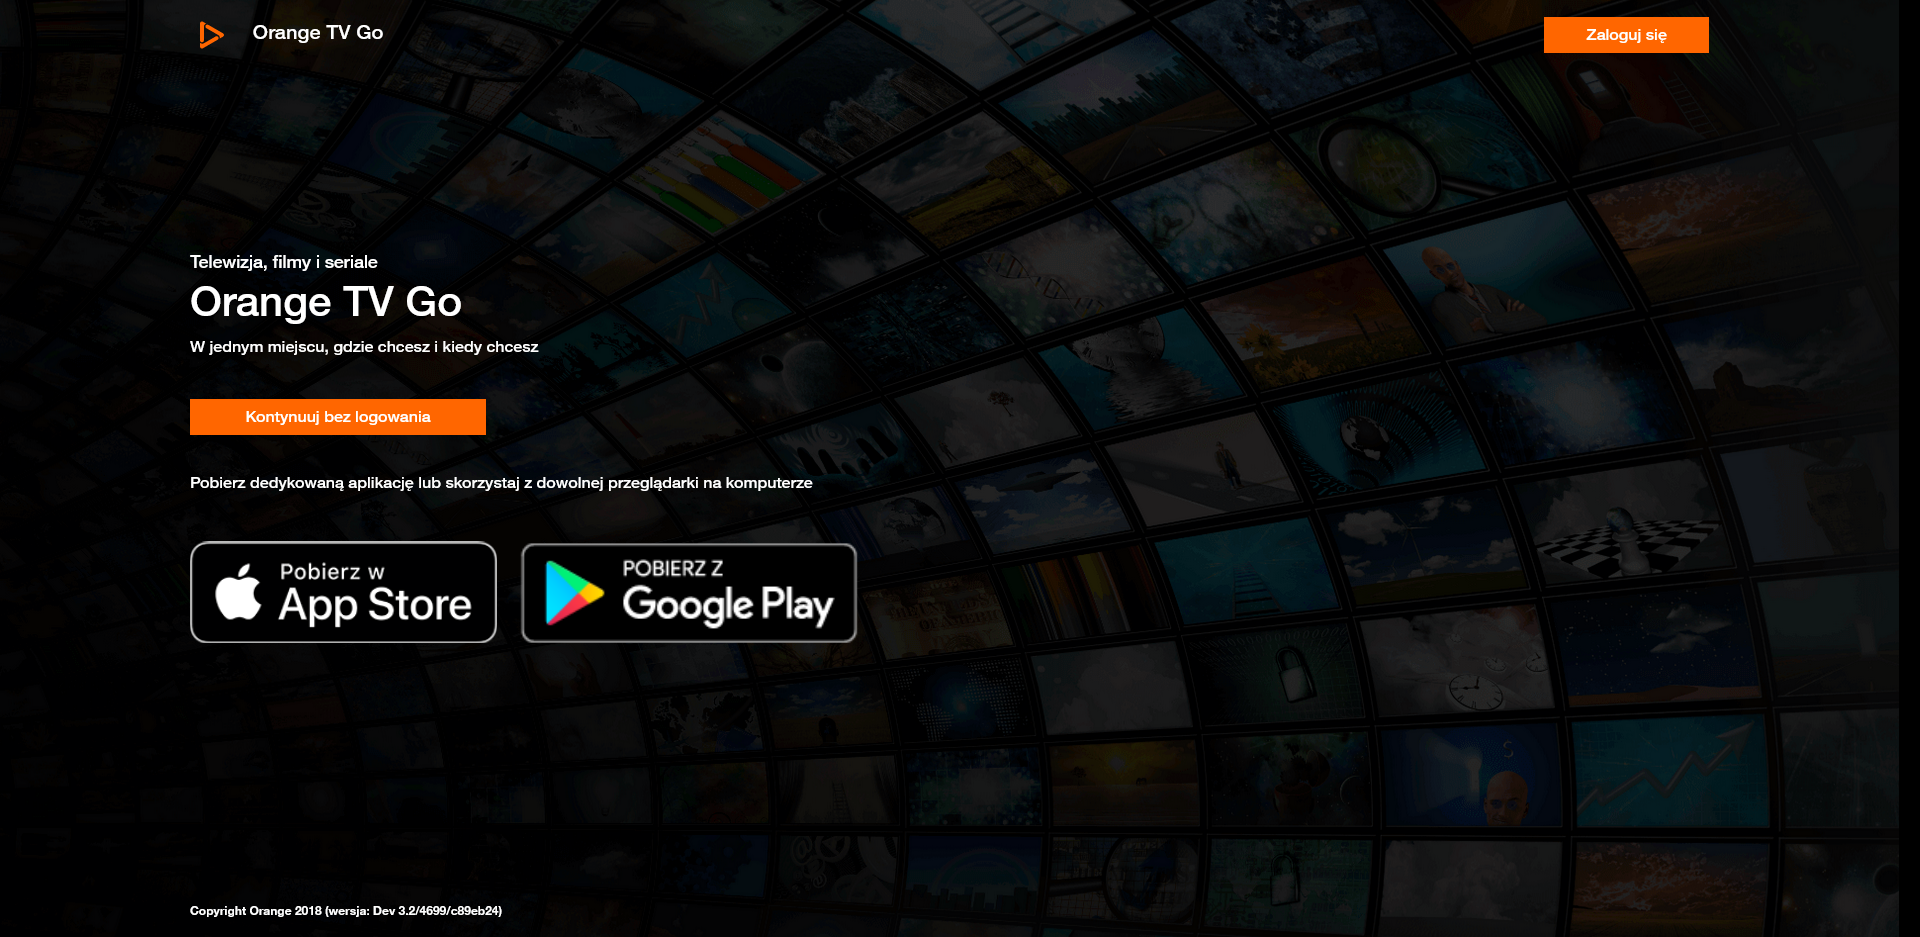 Orange TV Go
Zaloguj się
Telewizja, filmy i seriale
Orange TV Go
W jednym miejscu, gdzie chcesz i kiedy chcesz
Kontynuuj bez logowania
Pobierz dedykowaną aplikację lub skorzystaj z dowolnej przeglądarki na komputerze
Pobierz w
App Store
POBIERZ Z
Google Play
Copyright Orange 2018 (wersja: Dev 3.2/4699/c89eb24)